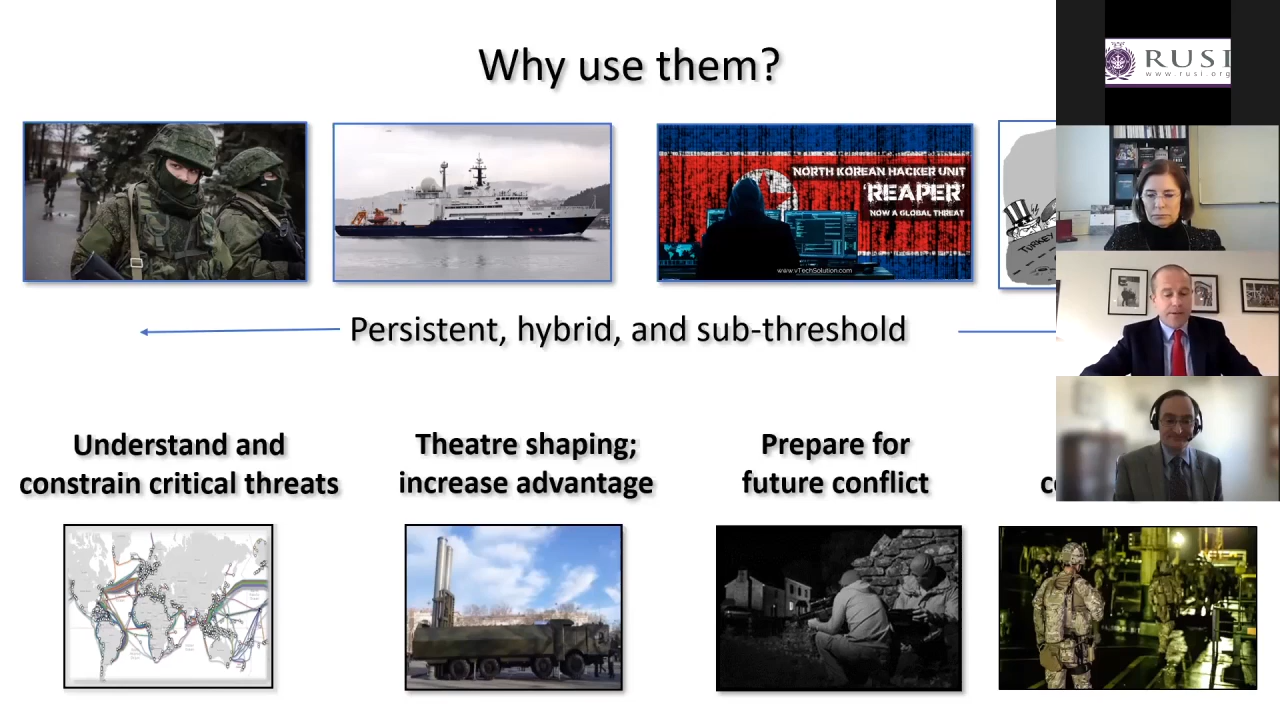 Why use them?
RUSI
www.rusi.org
NORTH KOREAN HACKER UNIT
'REAPER'
NOW A GLOBAL THREAT
www.vTechSolution.com
TURKEY
Persistent, hybrid, and sub-threshold
Understand and
constrain critical threats
Theatre shaping;
increase advantage
Prepare for
future conflict